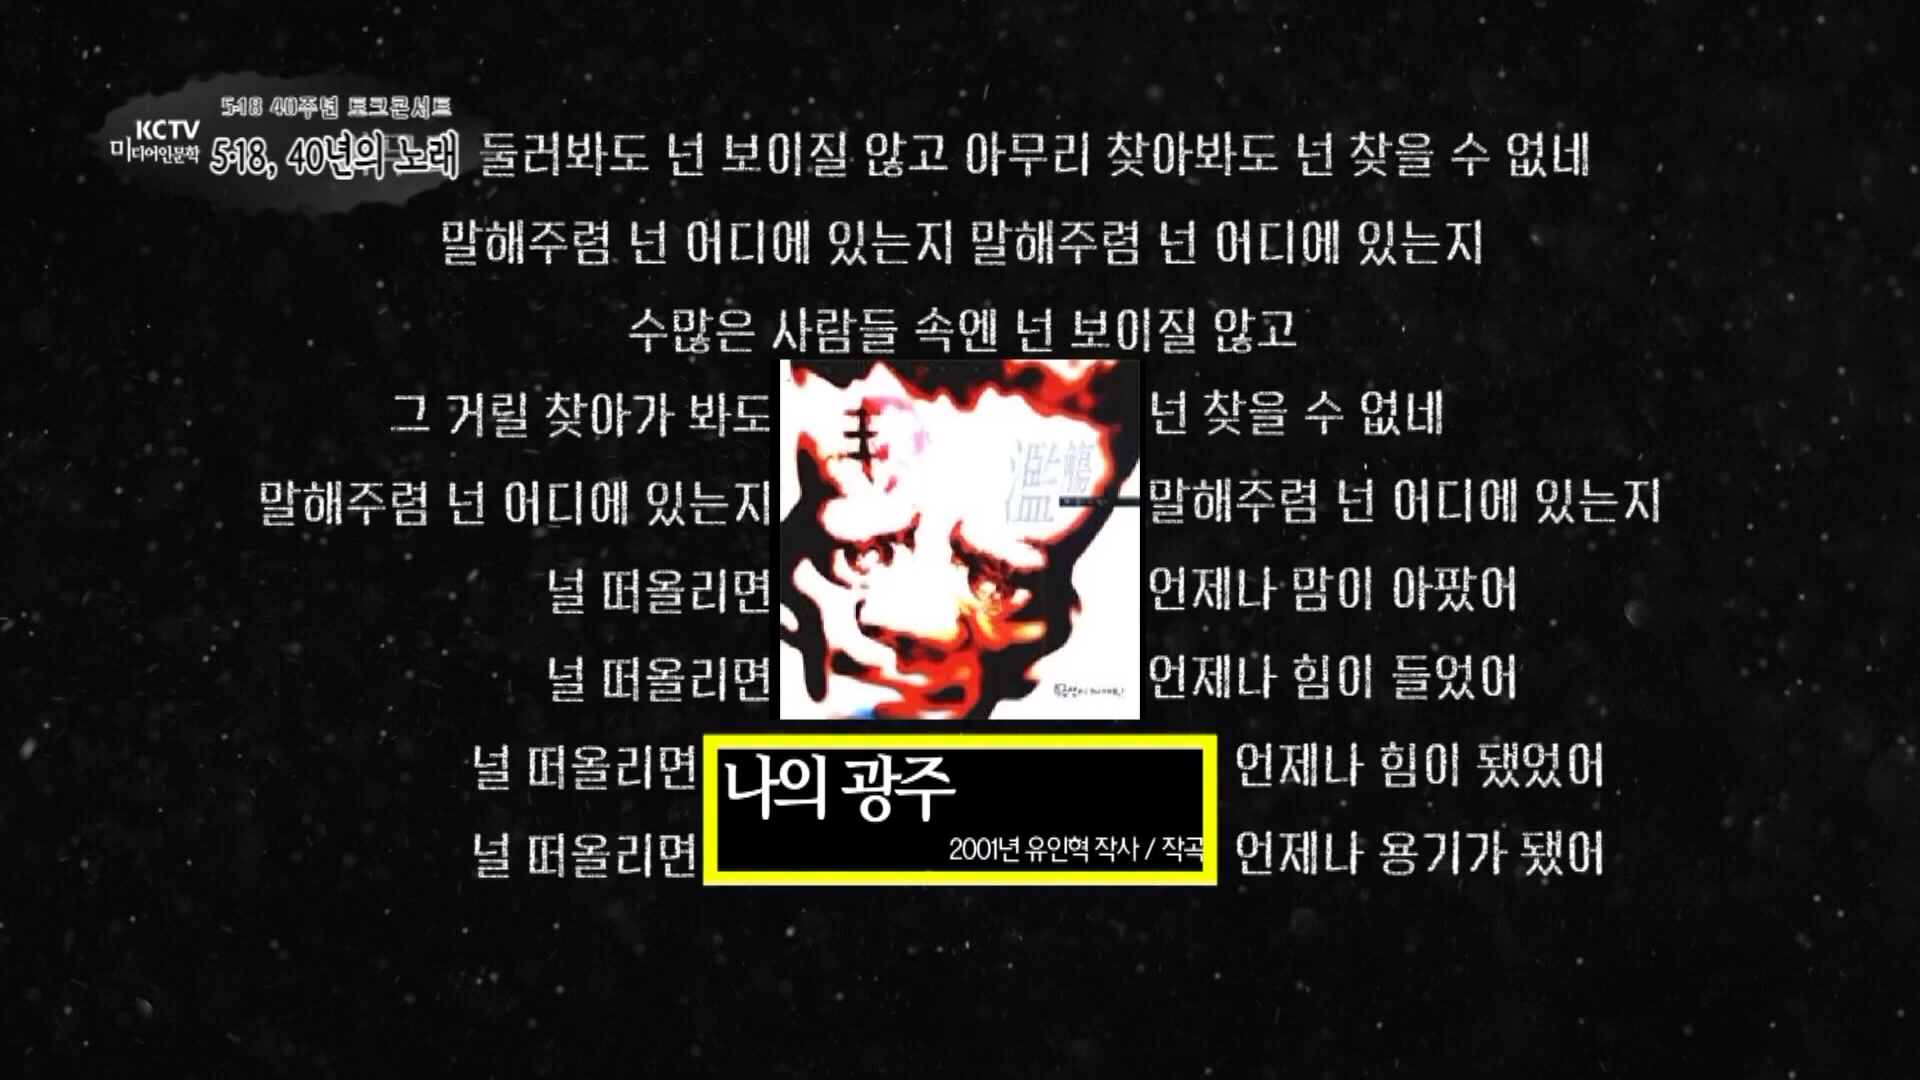 5·18 40주년 토크콘서트
KCTV
미디어인문학
5·18, 40년의 노래
둘러봐도 넌 보이질 않고 아무리 찾아봐도 넌 찾을 수 없네
말해주렴 넌 어디에 있는지 말해주렴 넌 어디에 있는지
수많은 사람들 속엔 넌 보이질 않고
그 거릴 찾아가 봐도 넌 찾을 수 없네
말해주렴 넌 어디에 있는지 말해주렴 넌 어디에 있는지
널 떠올리면 언제나 맘이 아팠어
널 떠올리면 언제나 힘이 들었어
널 떠올리면 언제나 힘이 됐었어
널 떠올리면 언제나 용기가 됐어
濫觴
나의 광주
2001년 유인혁 작사 / 작곡